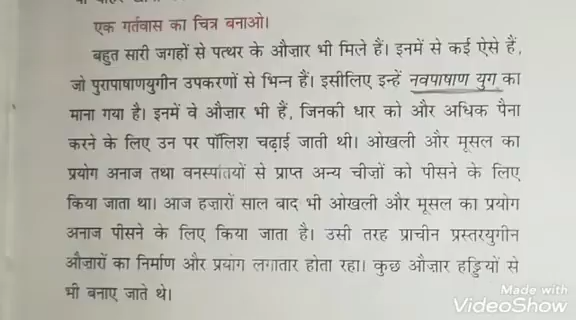 एक गर्तवास का चित्र बनाओ।
बहुत सारी जगहों से पत्थर के औज़ार भी मिले हैं। इनमें से कई ऐसे हैं,
जो पुरापाषाणयुगीन उपकरणों से भिन्न हैं। इसीलिए इन्हें नवपाषाण युग का
माना गया है। इनमें वे औज़ार भी हैं, जिनकी धार को और अधिक पैना
करने के लिए उन पर पॉलिश चढ़ाई जाती थी। ओखली और मूसल का
प्रयोग अनाज तथा वनस्पतियों से प्राप्त अन्य चीज़ों को पीसने के लिए
किया जाता था। आज हज़ारों साल बाद भी ओखली और मूसल का प्रयोग
अनाज पीसने के लिए किया जाता है। उसी तरह प्राचीन प्रस्तरयुगीन
औज़ारों का निर्माण और प्रयोग लगातार होता रहा। कुछ औज़ार हड्डियों से
भी बनाए जाते थे।
Made with
VideoShow